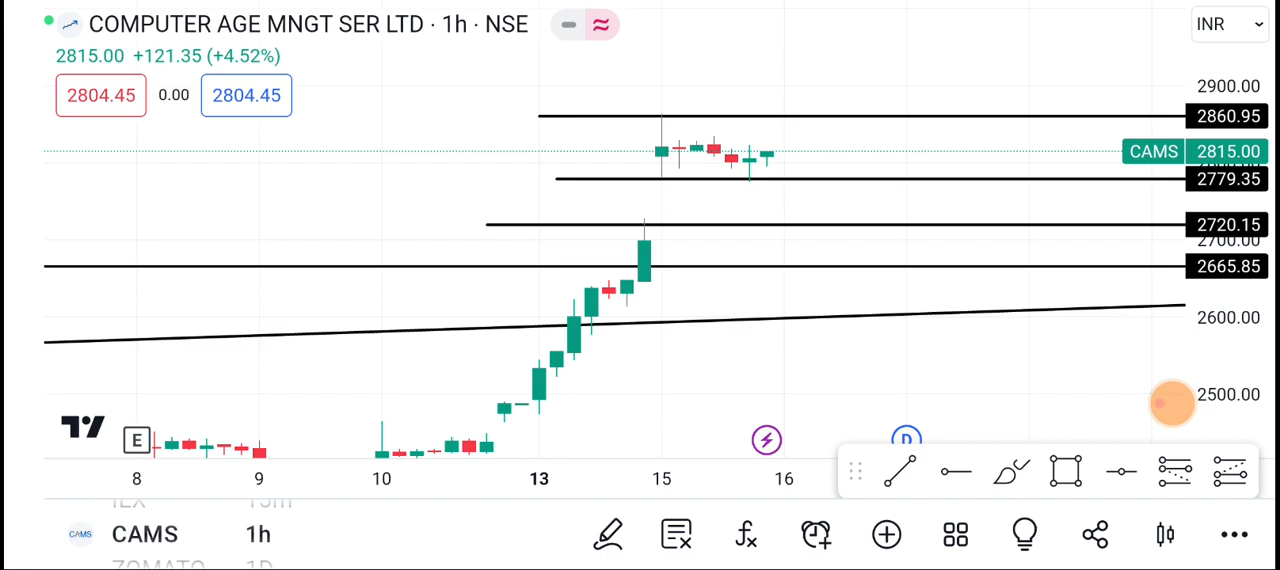 COMPUTER AGE MNGT SER LTD · 1h · NSE
INR
2815.00 +121.35 (+4.52%)
2804.45 0.00 2804.45
2900.00
2860.95
CAMS 2815.00
2779.35
2720.15
2700.00
2665.85
2600.00
2500.00
E
D
8 9 10 13 15 16
CAMS 1h
ZOMATO 1D